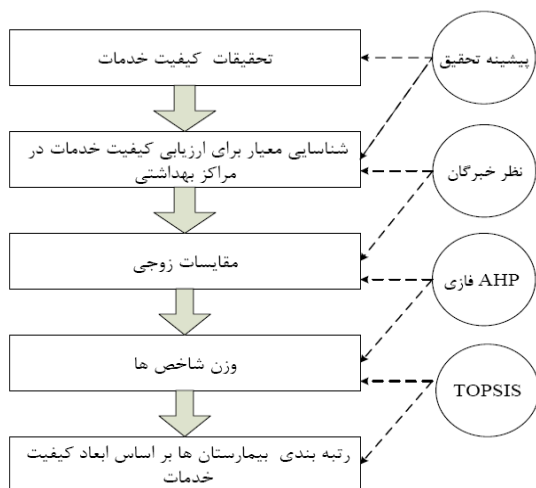 تحقیقات کیفیت خدمات
پیشینه تحقیق
شناسایی معیار برای ارزیابی کیفیت خدمات در
مراکز بهداشتی
نظر خبرگان
مقایسات زوجی
AHP فازی
وزن شاخص ها
TOPSIS
رتبه بندی بیمارستان ها بر اساس ابعاد کیفیت
خدمات